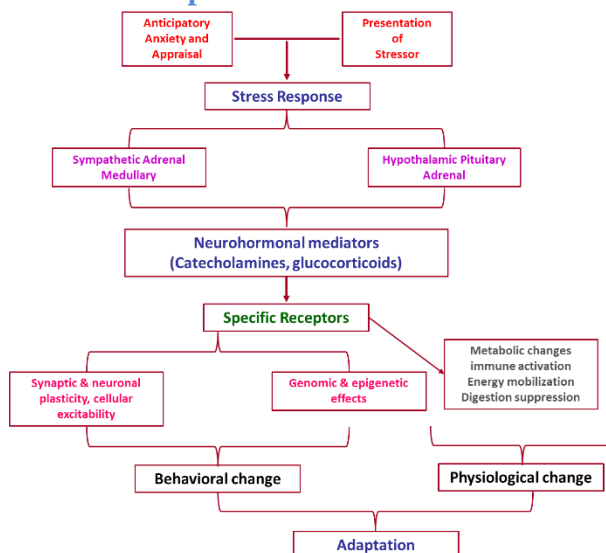 Anticipatory
Anxiety and
Appraisal
Presentation
of
Stressor
Stress Response
Sympathetic Adrenal
Medullary
Hypothalamic Pituitary
Adrenal
Neurohormonal mediators
(Catecholamines, glucocorticoids)
Specific Receptors
Metabolic changes
immune activation
Energy mobilization
Digestion suppression
Synaptic & neuronal
plasticity, cellular
excitability
Genomic & epigenetic
effects
Behavioral change
Physiological change
Adaptation